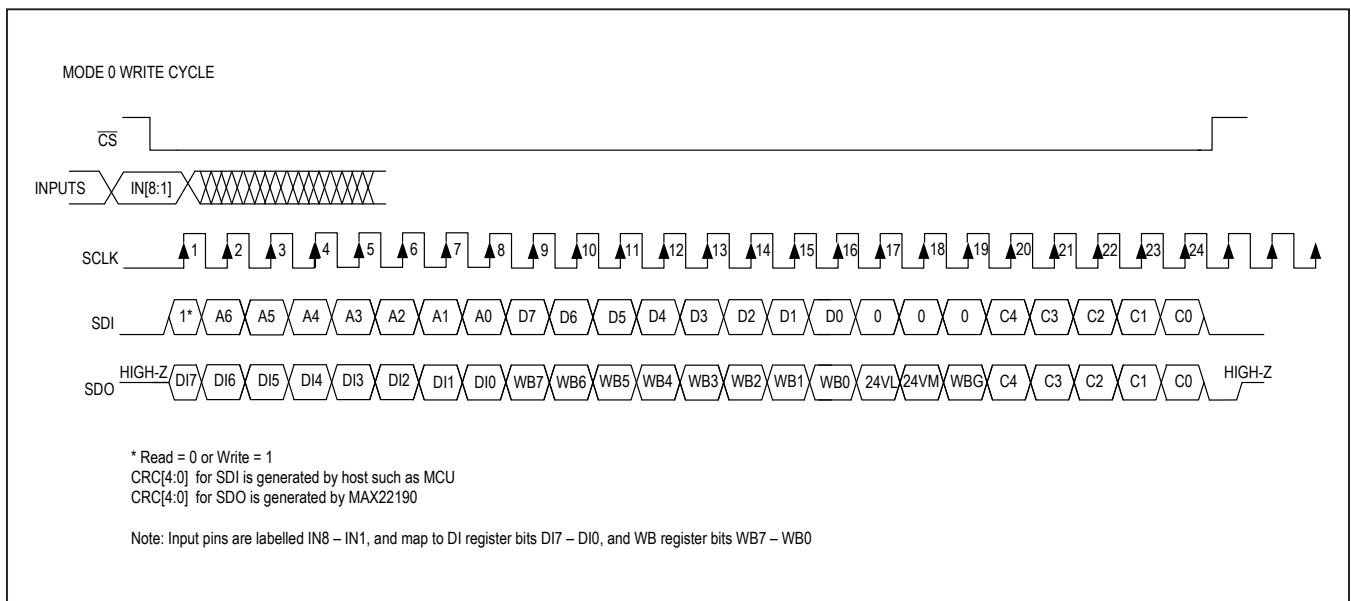 MODE 0 WRITE CYCLE
CS
INPUTS IN[8:1]
SCLK 1 2 3 4 5 6 7 8 9 10 11 12 13 14 15 16 17 18 19 20 21 22 23 24
SDI 1* A6 A5 A4 A3 A2 A1 A0 D7 D6 D5 D4 D3 D2 D1 D0 0 0 0 C4 C3 C2 C1 C0
SDO HIGH-Z DI7 DI6 DI5 DI4 DI3 DI2 DI1 DI0 WB7 WB6 WB5 WB4 WB3 WB2 WB1 WB0 24VL 24VM WBG C4 C3 C2 C1 C0 HIGH-Z
* Read = 0 or Write = 1
CRC[4:0] for SDI is generated by host such as MCU
CRC[4:0] for SDO is generated by MAX22190
Note: Input pins are labelled IN8 – IN1, and map to DI register bits DI7 – DI0, and WB register bits WB7 – WB0